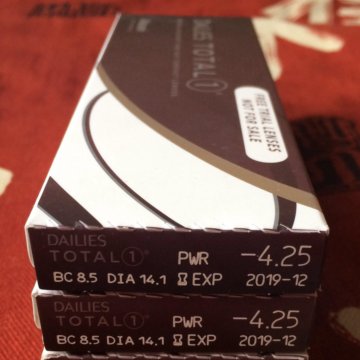 DAILIES TOTAL 1
FREE TRIAL LENSES
NOT FOR SALE
DAILIES
TOTAL 1 PWR -4.25
BC 8.5 DIA 14.1 EXP 2019-12
DAILIES
TOTAL 1 PWR -4.25
BC 8.5 DIA 14.1 EXP 2019-12